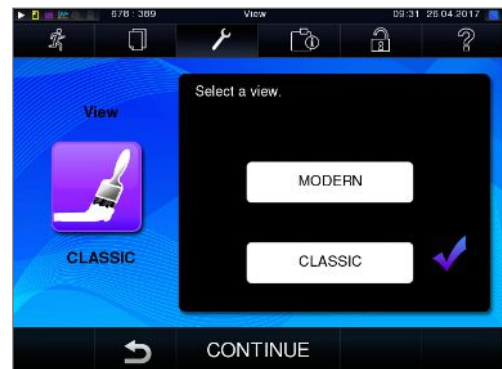 678 : 389 View 09:31 26.04.2017
?
Select a view.
View
MODERN
CLASSIC
CLASSIC
CONTINUE